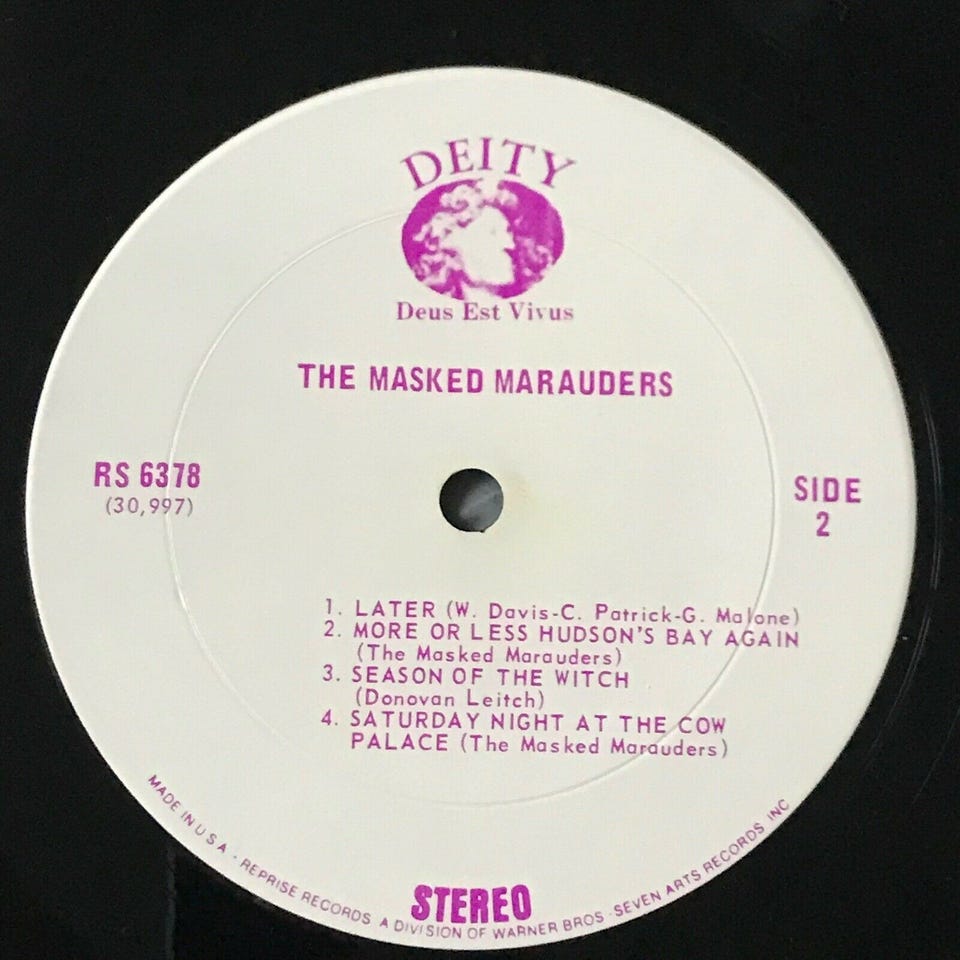 DEITY
Deus Est Vivus
THE MASKED MARAUDERS
RS 6378
(30,997)
SIDE
2
1. LATER (W. Davis-C. Patrick-G. Malone)
2. MORE OR LESS HUDSON'S BAY AGAIN
(The Masked Marauders)
3. SEASON OF THE WITCH
(Donovan Leitch)
4. SATURDAY NIGHT AT THE COW
PALACE (The Masked Marauders)
STEREO
MADE IN U S A · REPRISE RECORDS A DIVISION OF WARNER BROS · SEVEN ARTS RECORDS, INC